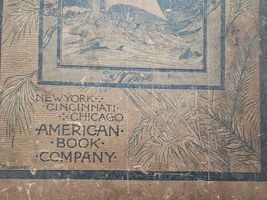 NEW YORK
CINCINNATI
CHICAGO
AMERICAN
BOOK
COMPANY